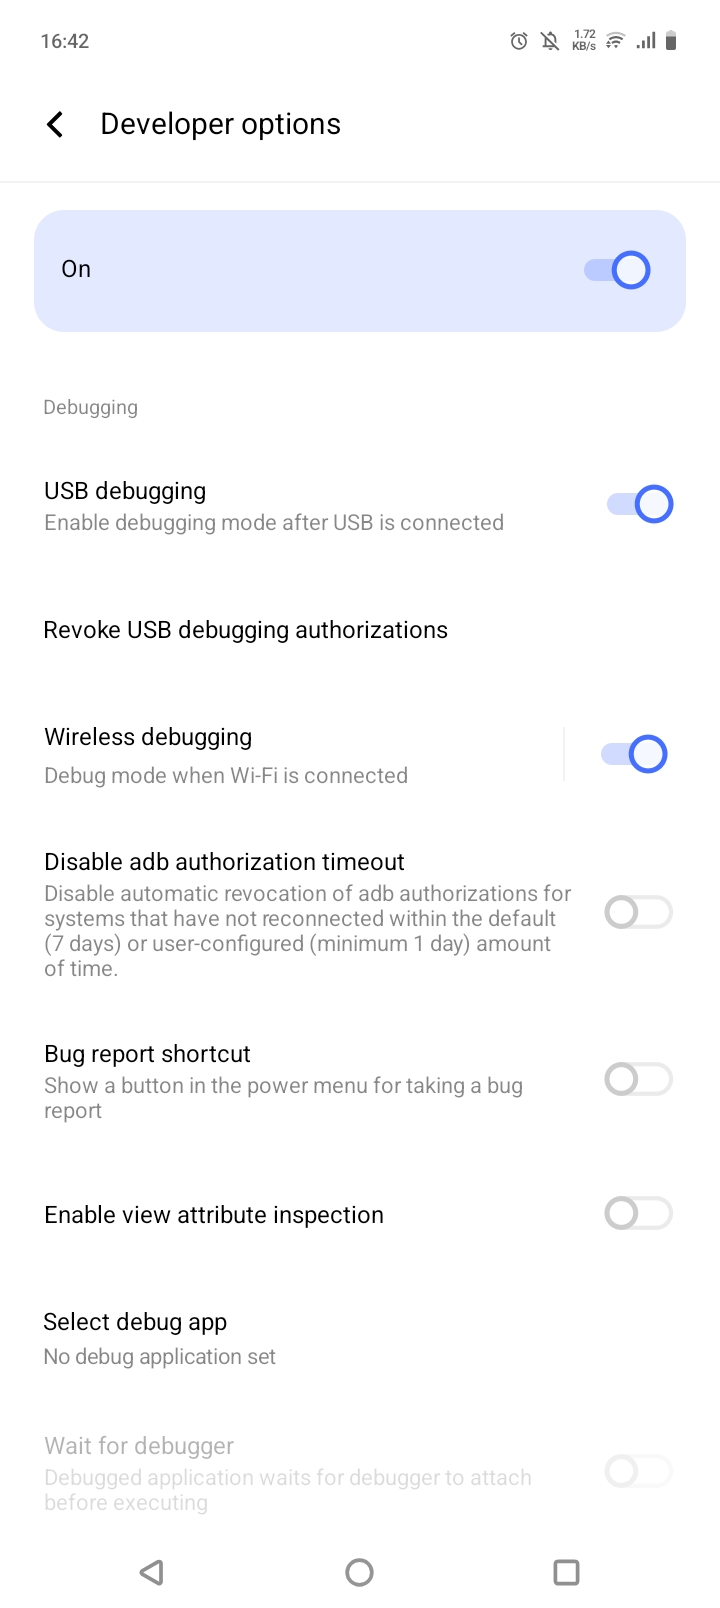 16:42
1.72
KB/s
Developer options
On
Debugging
USB debugging
Enable debugging mode after USB is connected
Revoke USB debugging authorizations
Wireless debugging
Debug mode when Wi-Fi is connected
Disable adb authorization timeout
Disable automatic revocation of adb authorizations for
systems that have not reconnected within the default
(7 days) or user-configured (minimum 1 day) amount
of time.
Bug report shortcut
Show a button in the power menu for taking a bug
report
Enable view attribute inspection
Select debug app
No debug application set
Wait for debugger
Debugged application waits for debugger to attach
before executing